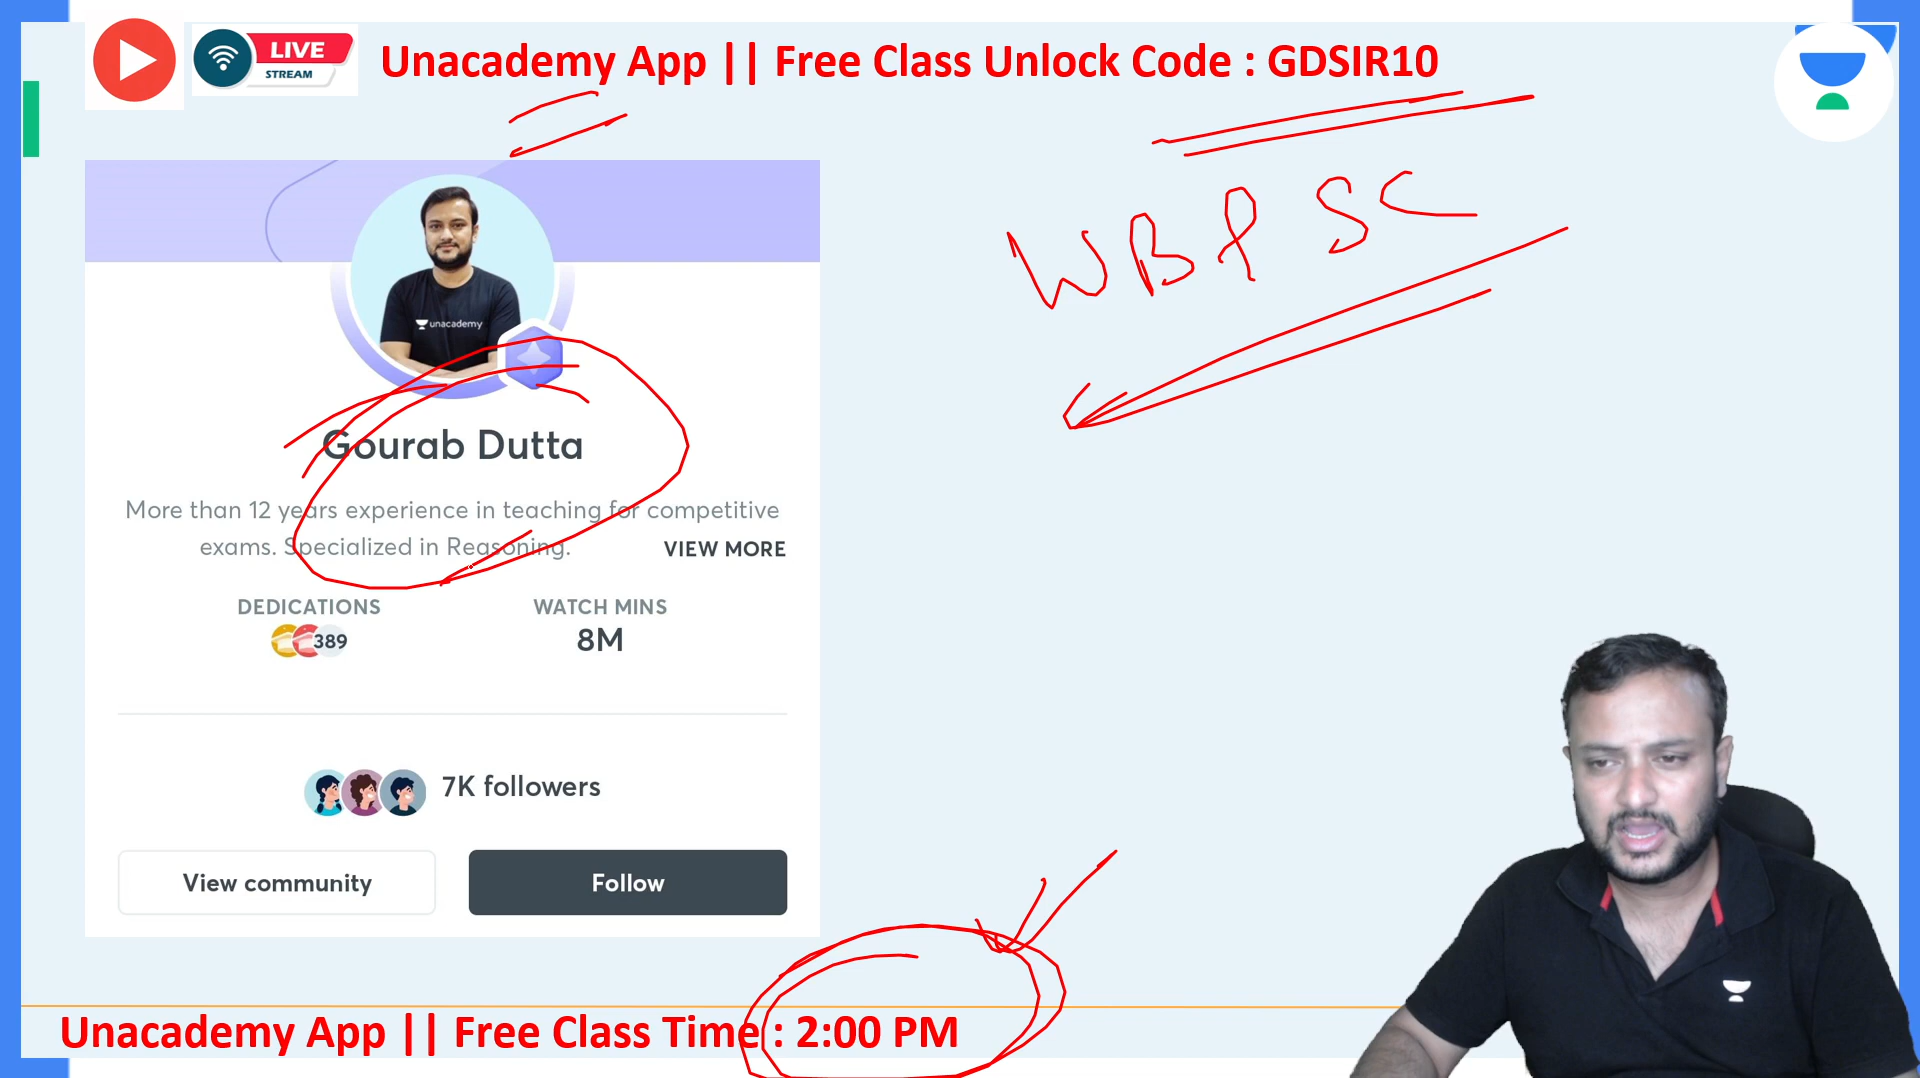 LIVE
STREAM
Unacademy App || Free Class Unlock Code : GDSIR10
WBPSC
unacademy
Gourab Dutta
More than 12 years experience in teaching for competitive
exams. Specialized in Reasoning.
VIEW MORE
DEDICATIONS
389
WATCH MINS
8M
7K followers
View community
Follow
Unacademy App || Free Class Time : 2:00 PM